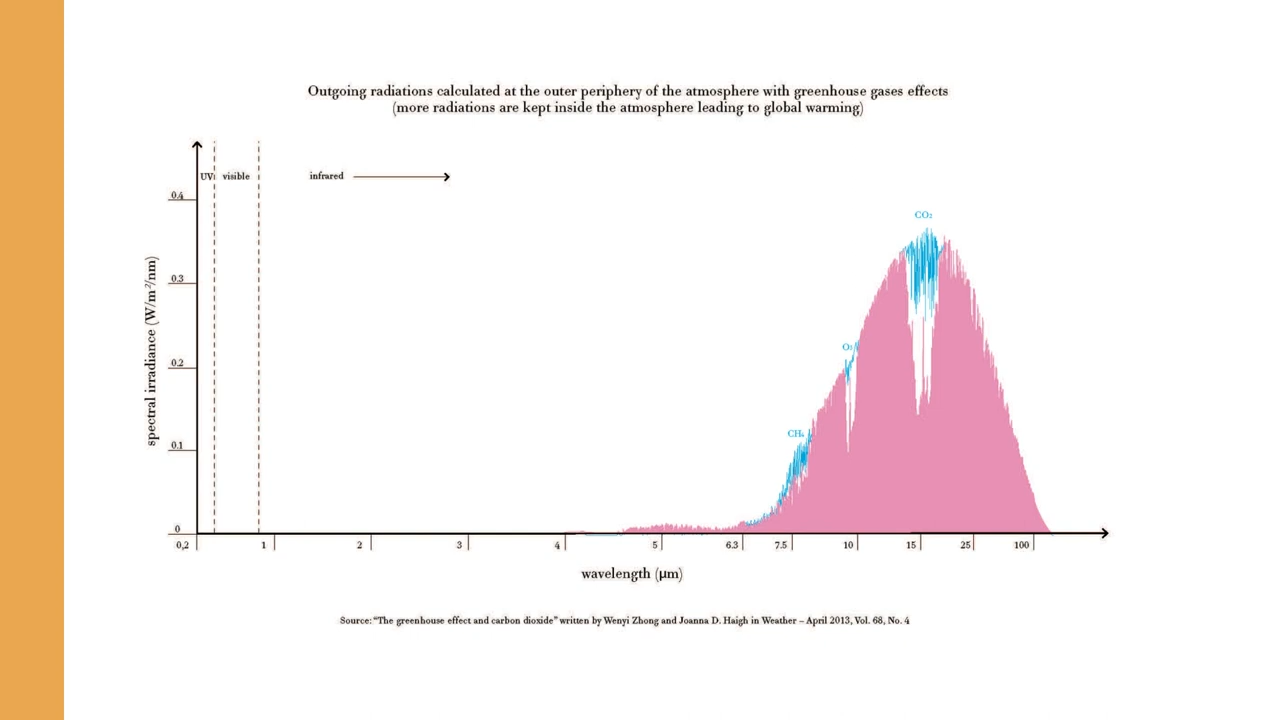 Outgoing radiations calculated at the outer periphery of the atmosphere with greenhouse gases effects
(more radiations are kept inside the atmosphere leading to global warming)
UV visible infrared
CO₂
0.4
0.3
O₃
0.2
CH₄
0.1
0
spectral irradiance (W/m²/nm)
0,2 1 2 3 4 5 6.3 7.5 10 15 25 100
wavelength (µm)
Source: “The greenhouse effect and carbon dioxide” written by Wenyi Zhong and Joanna D. Haigh in Weather – April 2013, Vol. 68, No. 4